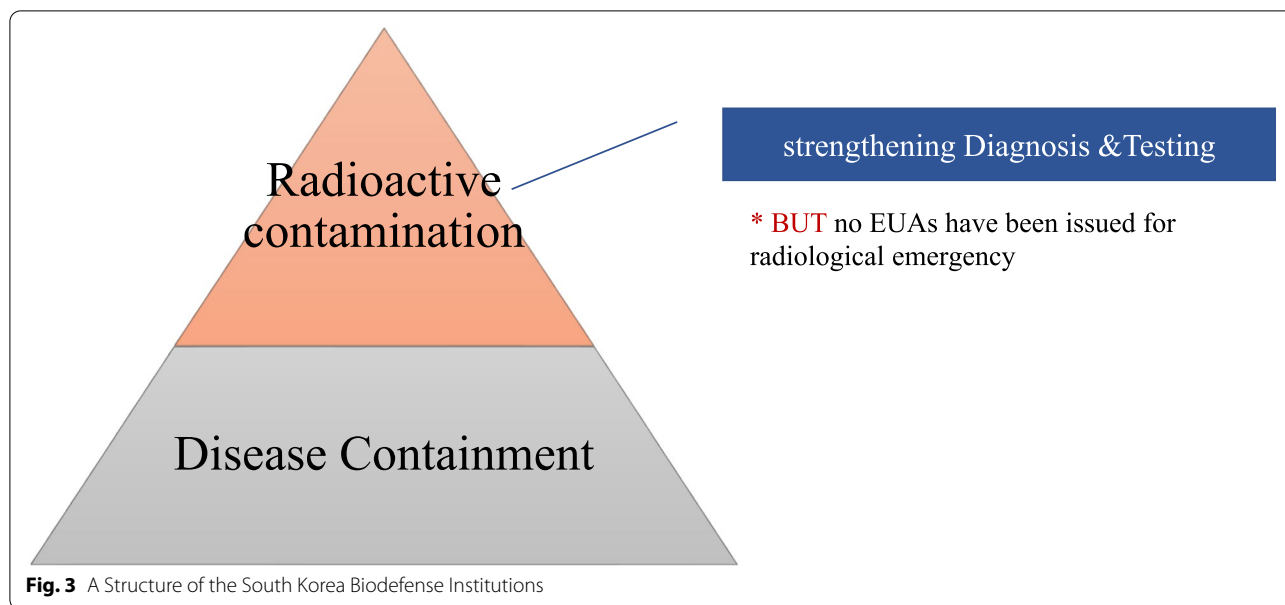 Radioactive
contamination
Disease Containment
strengthening Diagnosis &Testing
* BUT no EUAs have been issued for
radiological emergency
Fig. 3 A Structure of the South Korea Biodefense Institutions